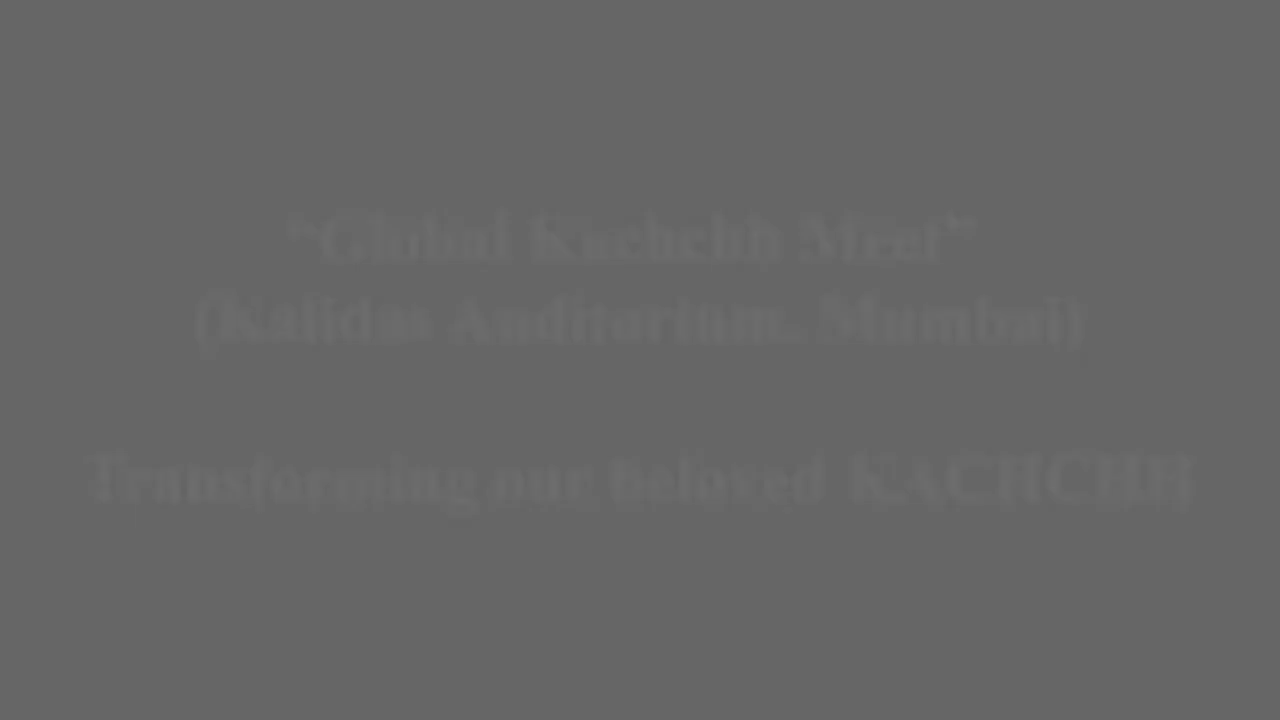 “Global Kachchh Meet”
(Kalidas Auditorium, Mumbai)
Transforming our beloved KACHCHH